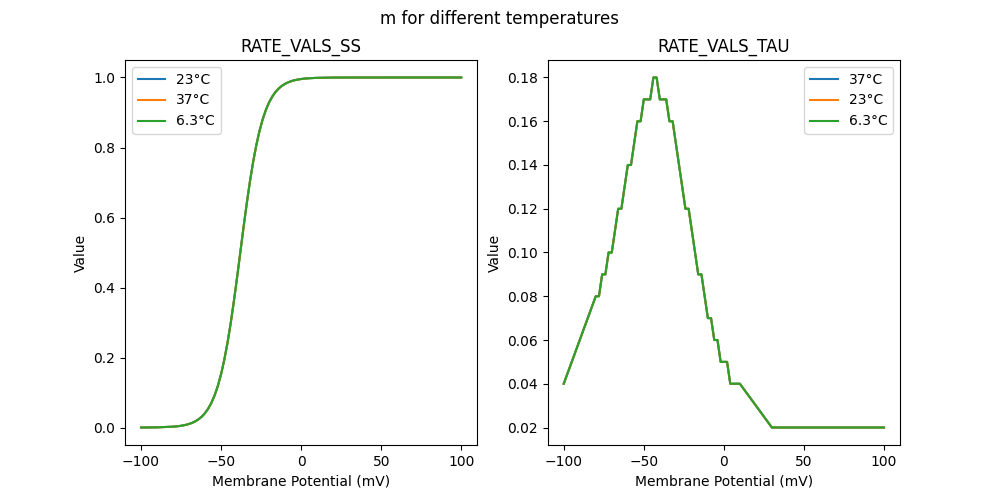 m for different temperatures
RATE_VALS_SS
1.0
0.8
0.6
0.4
0.2
0.0
Value
23°C
37°C
6.3°C
−100
−50
0
50
100
Membrane Potential (mV)
RATE_VALS_TAU
0.18
0.16
0.14
0.12
0.10
0.08
0.06
0.04
0.02
Value
37°C
23°C
6.3°C
−100
−50
0
50
100
Membrane Potential (mV)